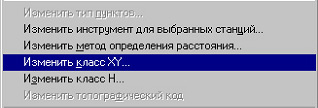 Изменить тип пунктов...
Изменить инструмент для выбранных станций...
Изменить метод определения расстояния...
Изменить класс XY...
Изменить класс H...
Изменить топографический код